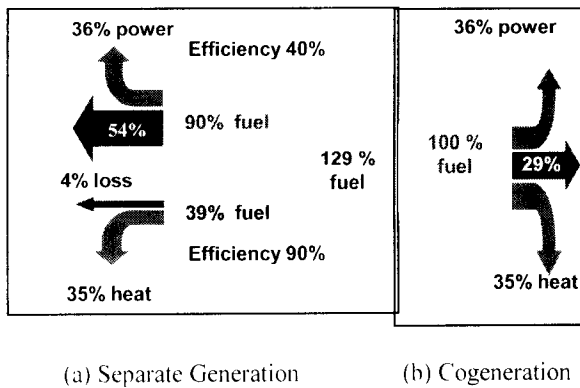 36% power
Efficiency 40%
54%
90% fuel
129 %
fuel
4% loss
39% fuel
Efficiency 90%
35% heat
36% power
100 %
fuel
29%
35% heat
(a) Separate Generation
(b) Cogeneration